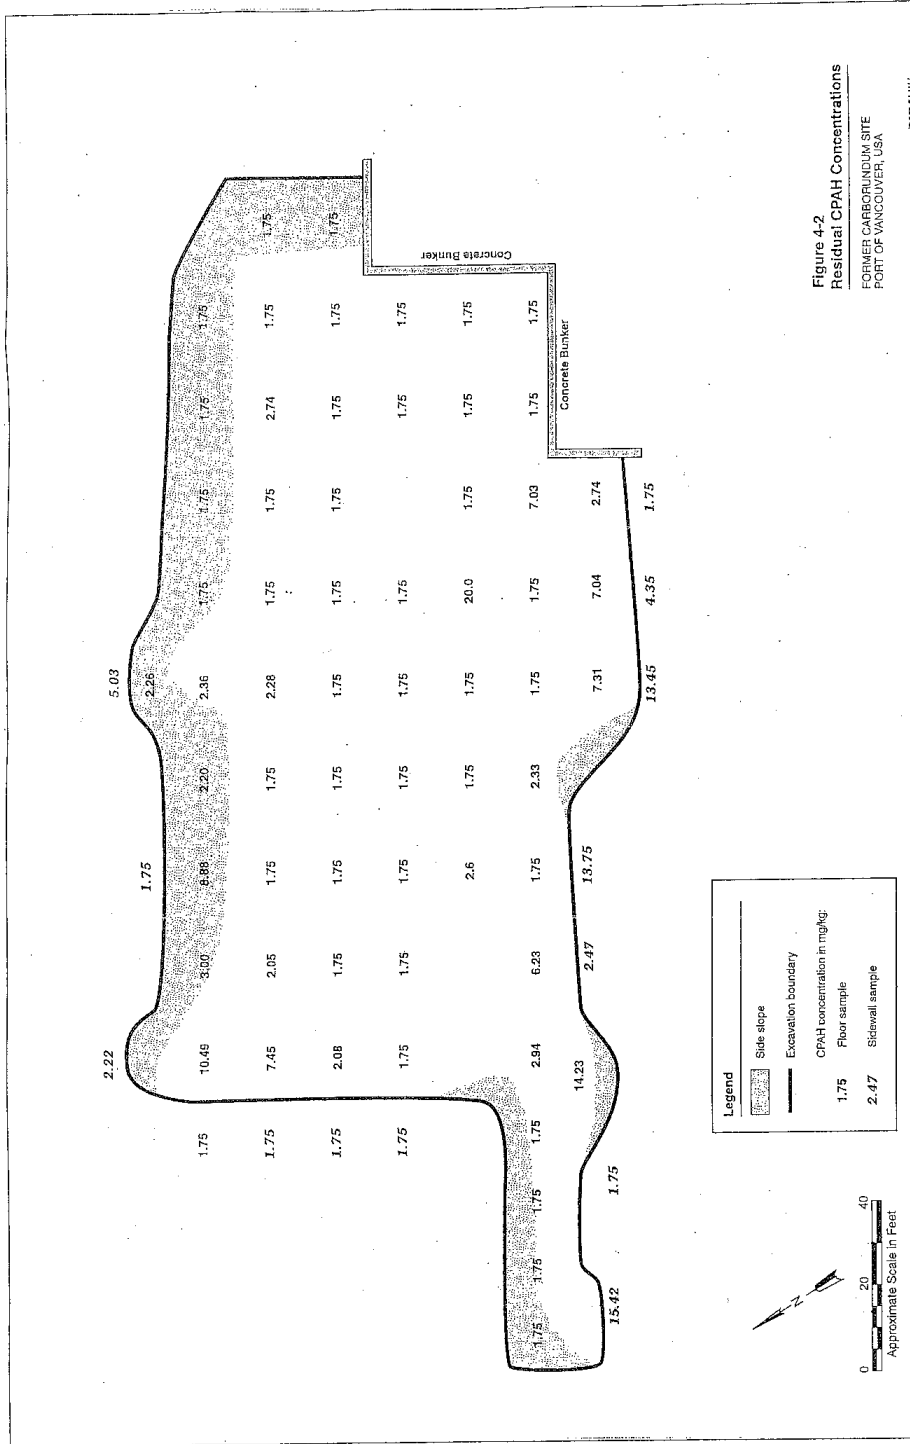 2.22
5.03
1.75 2.26
1.75 10.49 3.00 8.88 2.20 2.36 1.75 1.75 1.75 1.75
1.75 7.45 2.05 1.75 1.75 2.28 1.75 1.75 2.74 1.75 1.75
1.75 2.08 1.75 1.75 1.75 1.75 1.75 1.75 1.75 1.75 1.75
1.75 1.75 1.75 1.75 1.75 1.75 1.75 1.75 1.75
Concrete Bunker
2.6 1.75 1.75 20.0 1.75 1.75 1.75
1.75 1.75 1.75 1.75 2.94 6.23 1.75 2.33 1.75 1.75 7.03 1.75 1.75
Concrete Bunker
14.23 7.31 7.04 2.74
15.42 1.75 2.47 13.75 13.45 4.35 1.75
Legend
Side slope
Excavation boundary
CPAH concentration in mg/kg:
1.75 Floor sample
2.47 Sidewall sample
N
0 20 40
Approximate Scale in Feet
Figure 4-2
Residual CPAH Concentrations
FORMER CARBORUNDUM SITE
PORT OF VANCOUVER, USA